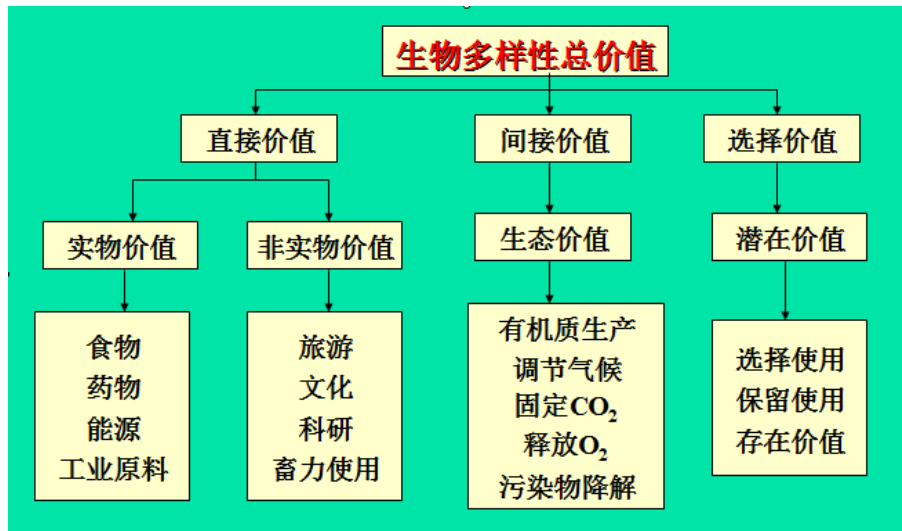 生物多样性总价值
直接价值
间接价值
选择价值
实物价值
非实物价值
生态价值
潜在价值
食物
药物
能源
工业原料
旅游
文化
科研
畜力使用
有机质生产
调节气候
固定CO₂
释放O₂
污染物降解
选择使用
保留使用
存在价值